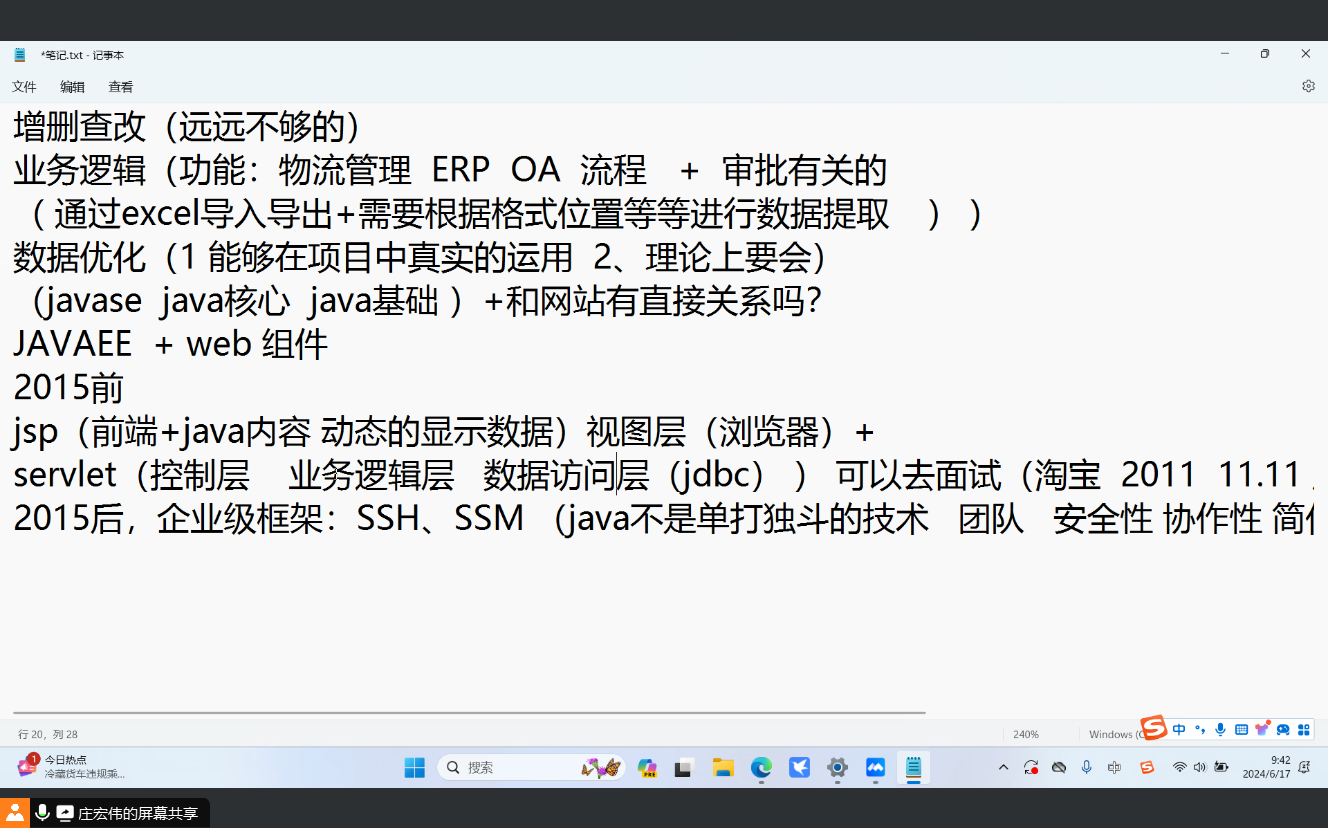 *笔记.txt - 记事本
文件 编辑 查看
增删查改（远远不够的）
业务逻辑（功能：物流管理 ERP OA 流程 + 审批有关的
（ 通过excel导入导出+需要根据格式位置等等进行数据提取 ） ）
数据优化（1 能够在项目中真实的运用 2、理论上要会）
（javase java核心 java基础 ）+和网站有直接关系吗？
JAVAEE + web 组件
2015前
jsp（前端+java内容 动态的显示数据）视图层（浏览器）+
servlet（控制层 业务逻辑层 数据访问层（jdbc） ） 可以去面试（淘宝 2011 11.11
2015后，企业级框架：SSH、SSM （java不是单打独斗的技术 团队 安全性 协作性 简
行 20，列 28
240%
Windows (C
中
1
今日热点
冷藏货车违规乘...
搜索
PRE
9:42
2024/6/17
庄宏伟的屏幕共享